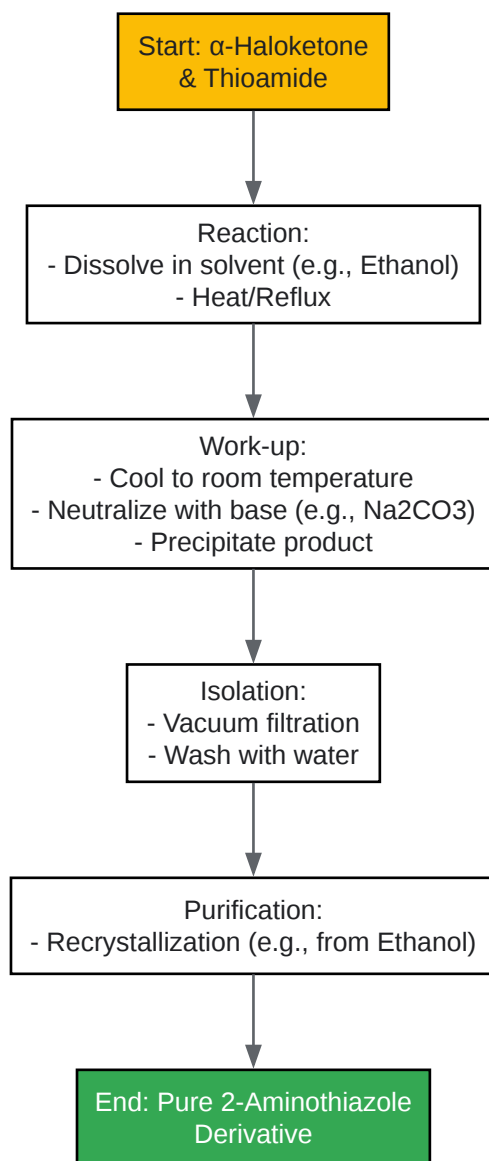 Start: α-Haloketone
& Thioamide
Reaction:
- Dissolve in solvent (e.g., Ethanol)
- Heat/Reflux
Work-up:
- Cool to room temperature
- Neutralize with base (e.g., Na2CO3)
- Precipitate product
Isolation:
- Vacuum filtration
- Wash with water
Purification:
- Recrystallization (e.g., from Ethanol)
End: Pure 2-Aminothiazole
Derivative